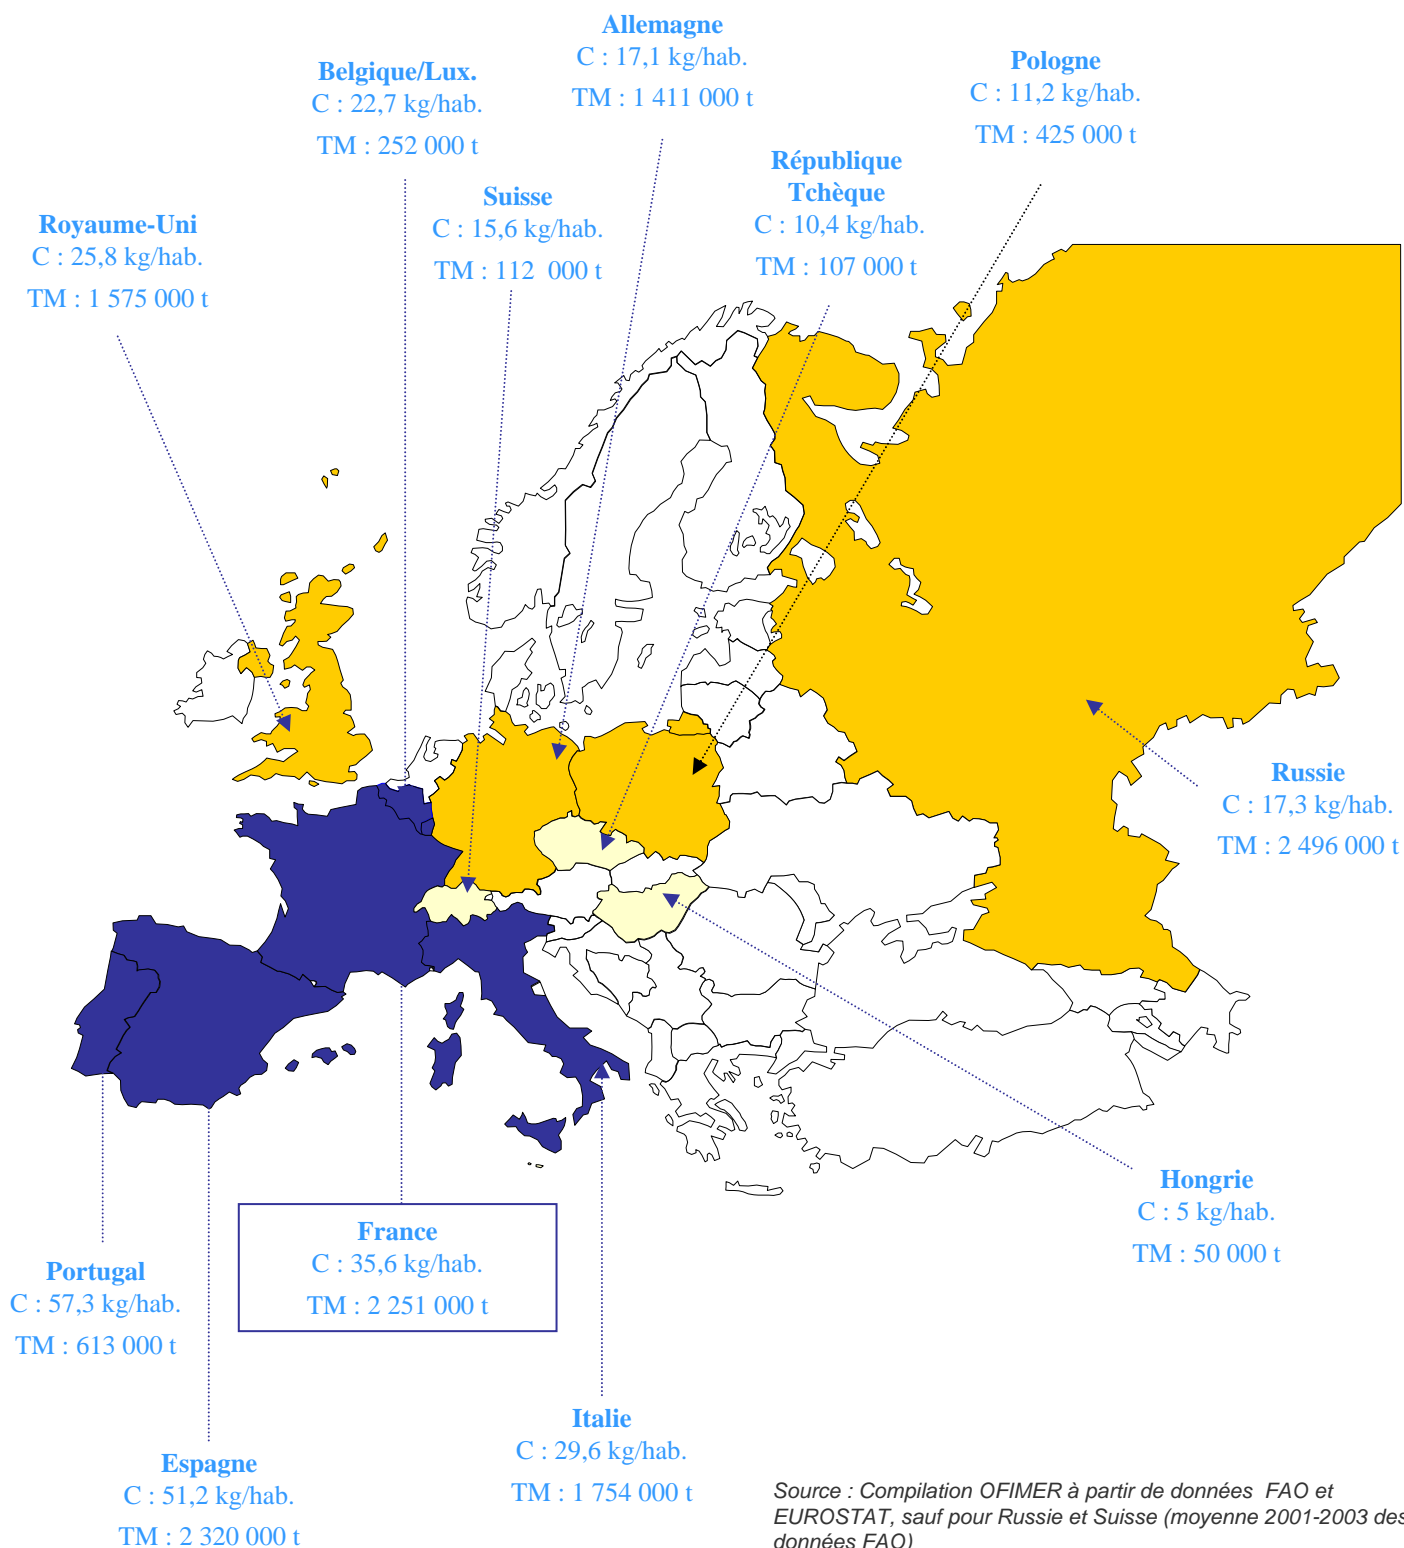 Allemagne
C : 17,1 kg/hab.
TM : 1 411 000 t
Belgique/Lux.
C : 22,7 kg/hab.
TM : 252 000 t
Pologne
C : 11,2 kg/hab.
TM : 425 000 t
République
Tchèque
C : 10,4 kg/hab.
TM : 107 000 t
Suisse
C : 15,6 kg/hab.
TM : 112 000 t
Royaume-Uni
C : 25,8 kg/hab.
TM : 1 575 000 t
Russie
C : 17,3 kg/hab.
TM : 2 496 000 t
Hongrie
C : 5 kg/hab.
TM : 50 000 t
France
C : 35,6 kg/hab.
TM : 2 251 000 t
Portugal
C : 57,3 kg/hab.
TM : 613 000 t
Italie
C : 29,6 kg/hab.
TM : 1 754 000 t
Espagne
C : 51,2 kg/hab.
TM : 2 320 000 t
Source : Compilation OFIMER à partir de données FAO et
EUROSTAT, sauf pour Russie et Suisse (moyenne 2001-2003 des
données FAO)